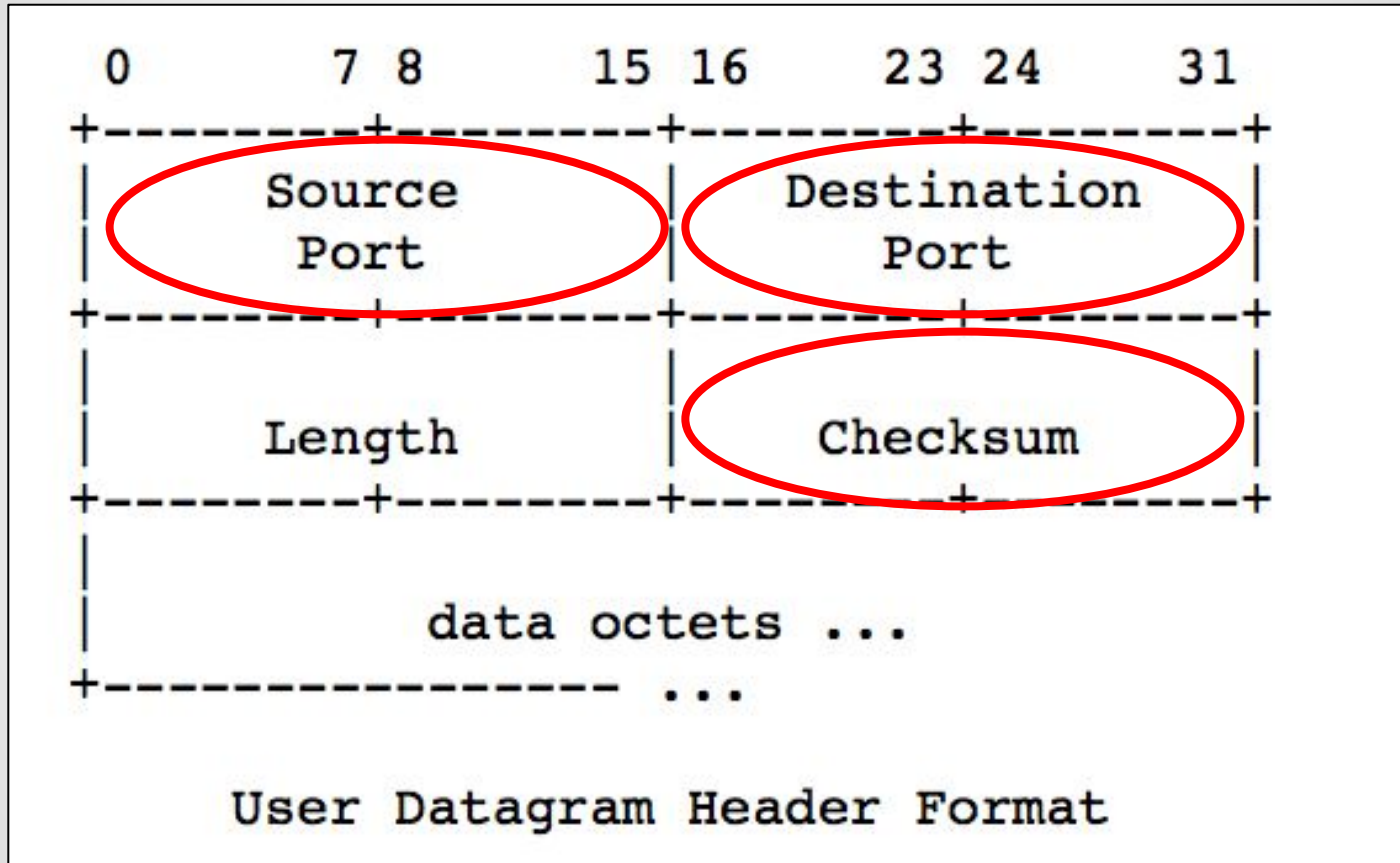 0 7 8 15 16 23 24 31
+--------+--------+--------+--------+
| Source | Destination |
| Port | Port |
+--------+--------+--------+--------+
| | |
| Length | Checksum |
+--------+--------+--------+--------+
|
| data octets ...
+---------------- ...
User Datagram Header Format